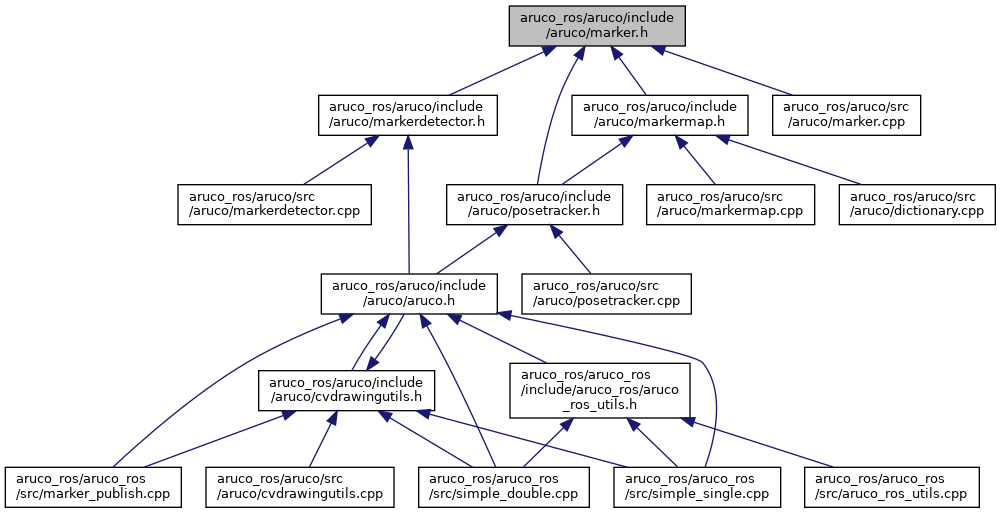 aruco_ros/aruco/include
/aruco/marker.h
aruco_ros/aruco/include
/aruco/markerdetector.h
aruco_ros/aruco/include
/aruco/markermap.h
aruco_ros/aruco/src
/aruco/marker.cpp
aruco_ros/aruco/src
/aruco/markerdetector.cpp
aruco_ros/aruco/include
/aruco/posetracker.h
aruco_ros/aruco/src
/aruco/markermap.cpp
aruco_ros/aruco/src
/aruco/dictionary.cpp
aruco_ros/aruco/include
/aruco/aruco.h
aruco_ros/aruco/src
/aruco/posetracker.cpp
aruco_ros/aruco/include
/aruco/cvdrawingutils.h
aruco_ros/aruco_ros
/include/aruco_ros/aruco
_ros_utils.h
aruco_ros/aruco_ros
/src/marker_publish.cpp
aruco_ros/aruco/src
/aruco/cvdrawingutils.cpp
aruco_ros/aruco_ros
/src/simple_double.cpp
aruco_ros/aruco_ros
/src/simple_single.cpp
aruco_ros/aruco_ros
/src/aruco_ros_utils.cpp